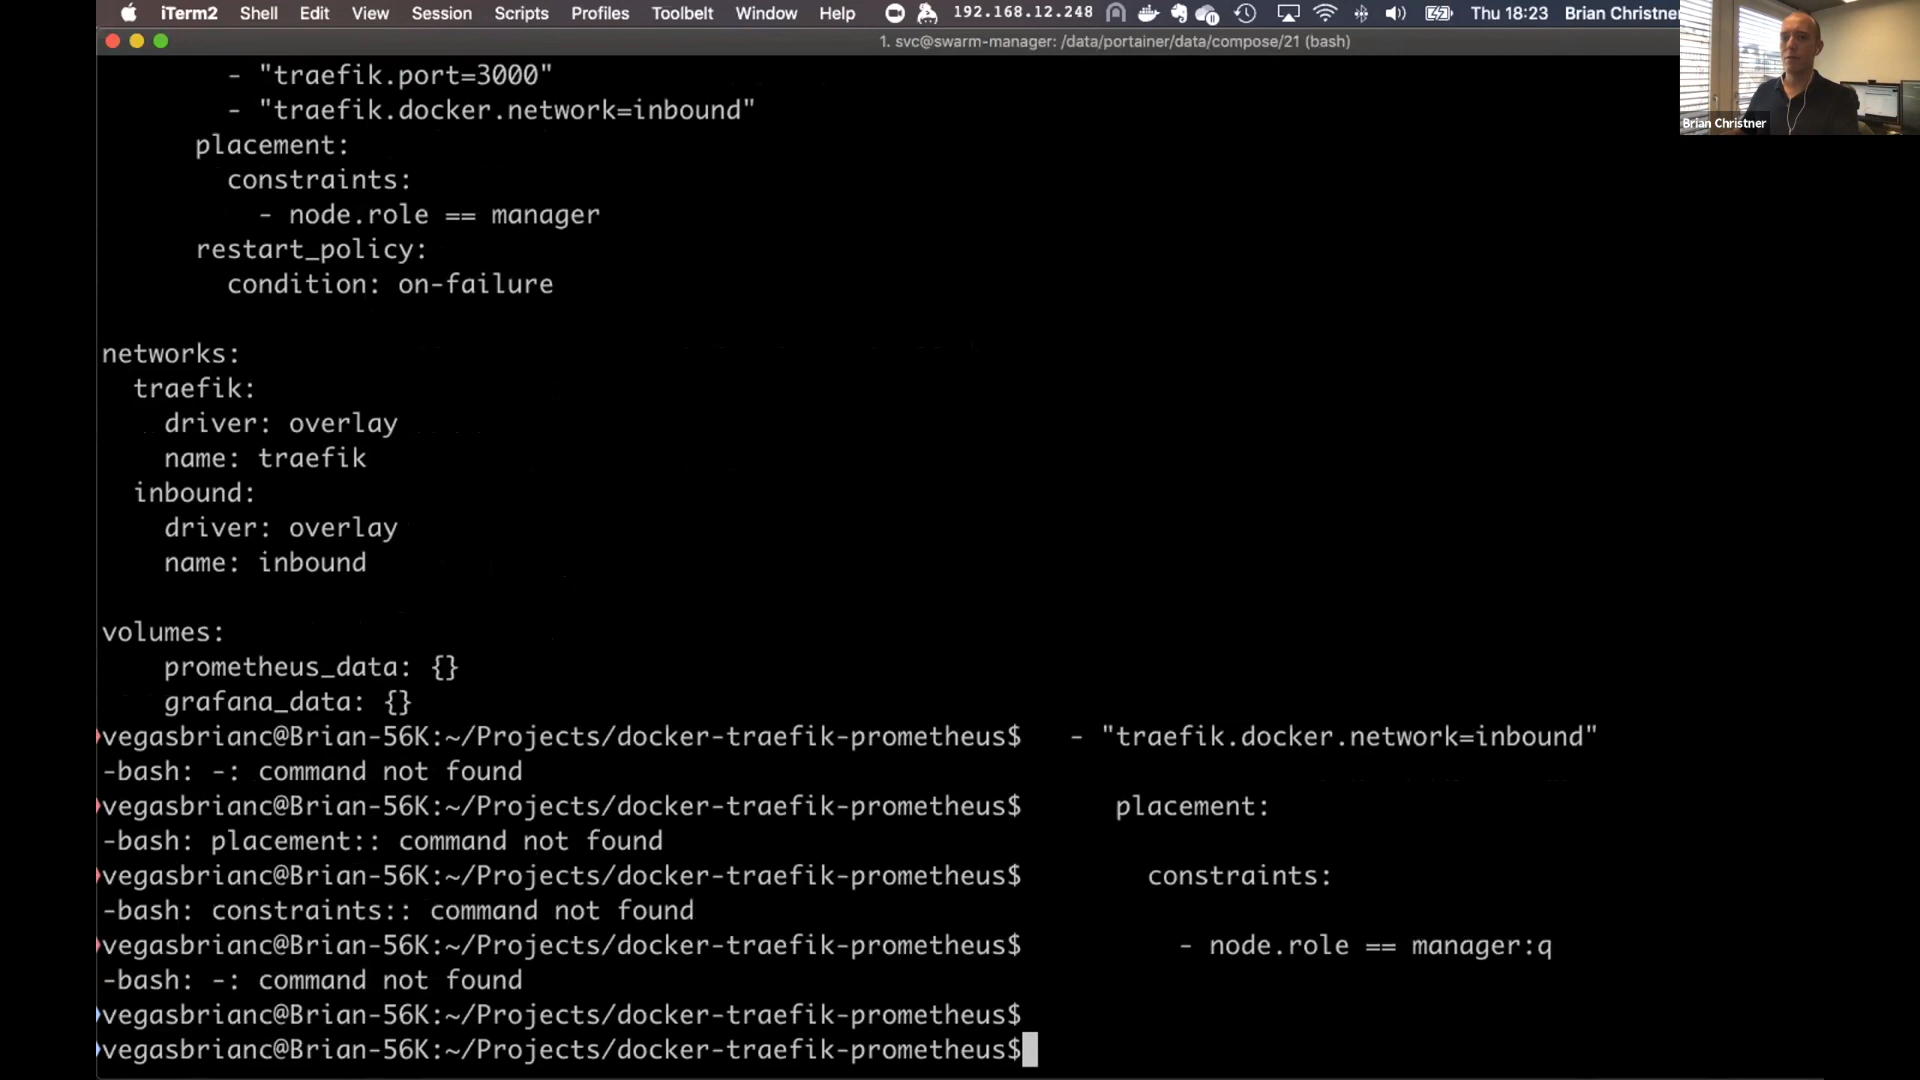 iTerm2 Shell Edit View Session Scripts Profiles Toolbelt Window Help 192.168.12.248 Thu 18:23 Brian Christner
1. svc@swarm-manager: /data/portainer/data/compose/21 (bash)
Brian Christner
- "traefik.port=3000"
- "traefik.docker.network=inbound"
placement:
constraints:
- node.role == manager
restart_policy:
condition: on-failure
networks:
traefik:
driver: overlay
name: traefik
inbound:
driver: overlay
name: inbound
volumes:
prometheus_data: {}
grafana_data: {}
vegasbrianc@Brian-56K:~/Projects/docker-traefik-prometheus$ - "traefik.docker.network=inbound"
-bash: -: command not found
vegasbrianc@Brian-56K:~/Projects/docker-traefik-prometheus$ placement:
-bash: placement:: command not found
vegasbrianc@Brian-56K:~/Projects/docker-traefik-prometheus$ constraints:
-bash: constraints:: command not found
vegasbrianc@Brian-56K:~/Projects/docker-traefik-prometheus$ - node.role == manager:q
-bash: -: command not found
vegasbrianc@Brian-56K:~/Projects/docker-traefik-prometheus$
vegasbrianc@Brian-56K:~/Projects/docker-traefik-prometheus$